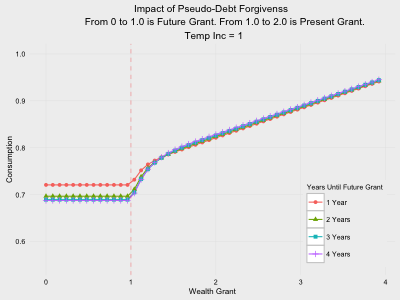 Impact of Pseudo-Debt Forgivenss
From 0 to 1.0 is Future Grant. From 1.0 to 2.0 is Present Grant.
Temp Inc = 1
Consumption
1.0
0.9
0.8
0.7
0.6
Years Until Future Grant
1 Year
2 Years
3 Years
4 Years
0
1
2
3
4
Wealth Grant